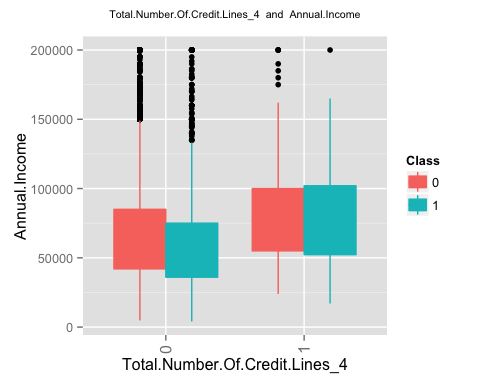 Total.Number.Of.Credit.Lines_4 and Annual.Income
200000
150000
100000
50000
0
Annual.Income
0
1
Total.Number.Of.Credit.Lines_4
Class
0
1